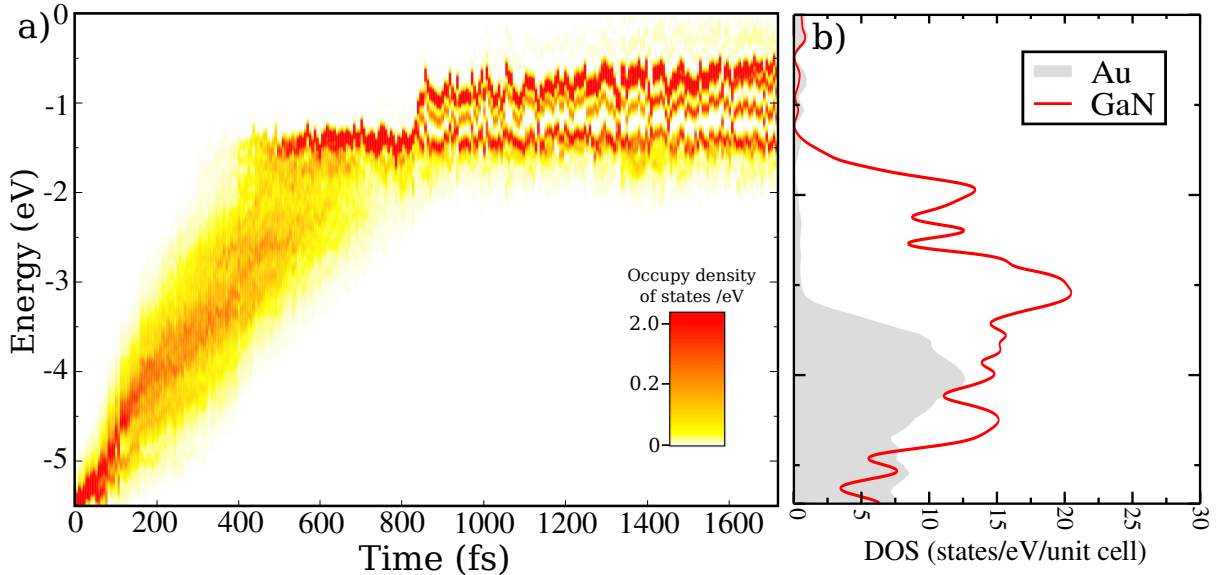 a)
0
-1
-2
-3
-4
-5
Energy (eV)
0 200 400 600 800 1000 1200 1400 1600
Time (fs)
Occupy density
of states /eV
2.0
0.2
0
b)
Au
GaN
0 5 10 15 20 25 30
DOS (states/eV/unit cell)